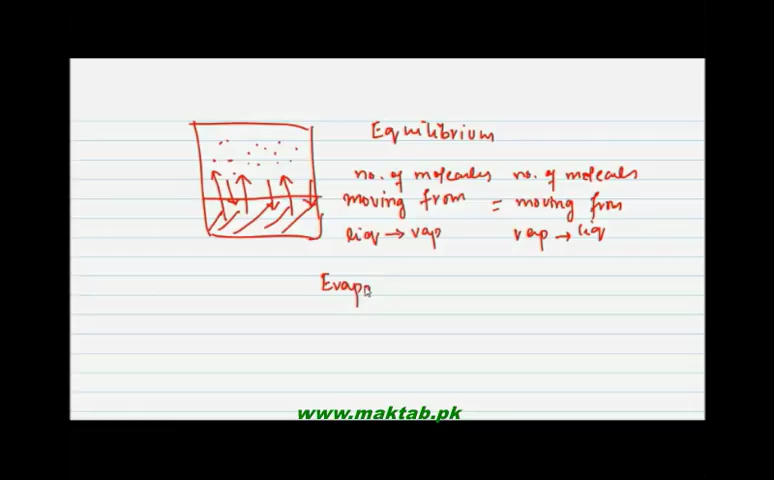 Equilibrium
no. of molecules no. of molecules
moving from = moving from
liq → vap vap → liq
Evap
www.maktab.pk